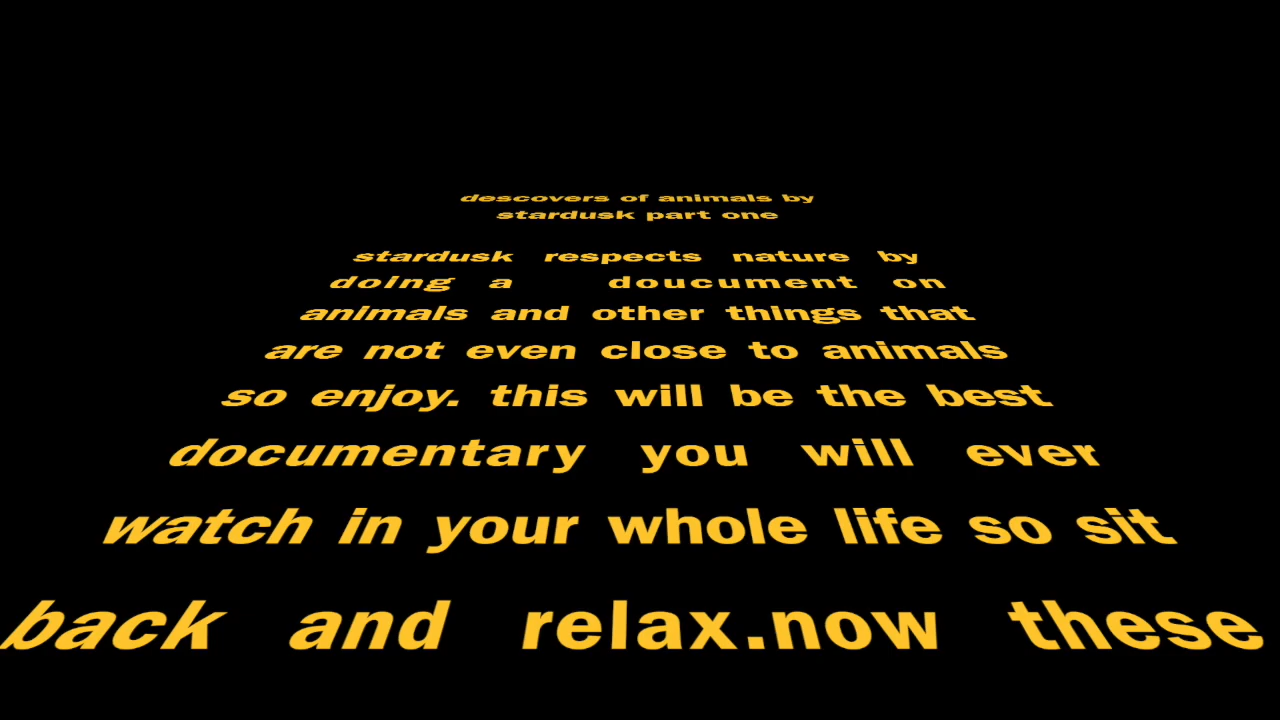 descovers of animals by
stardusk part one
stardusk respects nature by
doing a doucument on
animals and other things that
are not even close to animals
so enjoy. this will be the best
documentary you will ever
watch in your whole life so sit
back and relax.now these